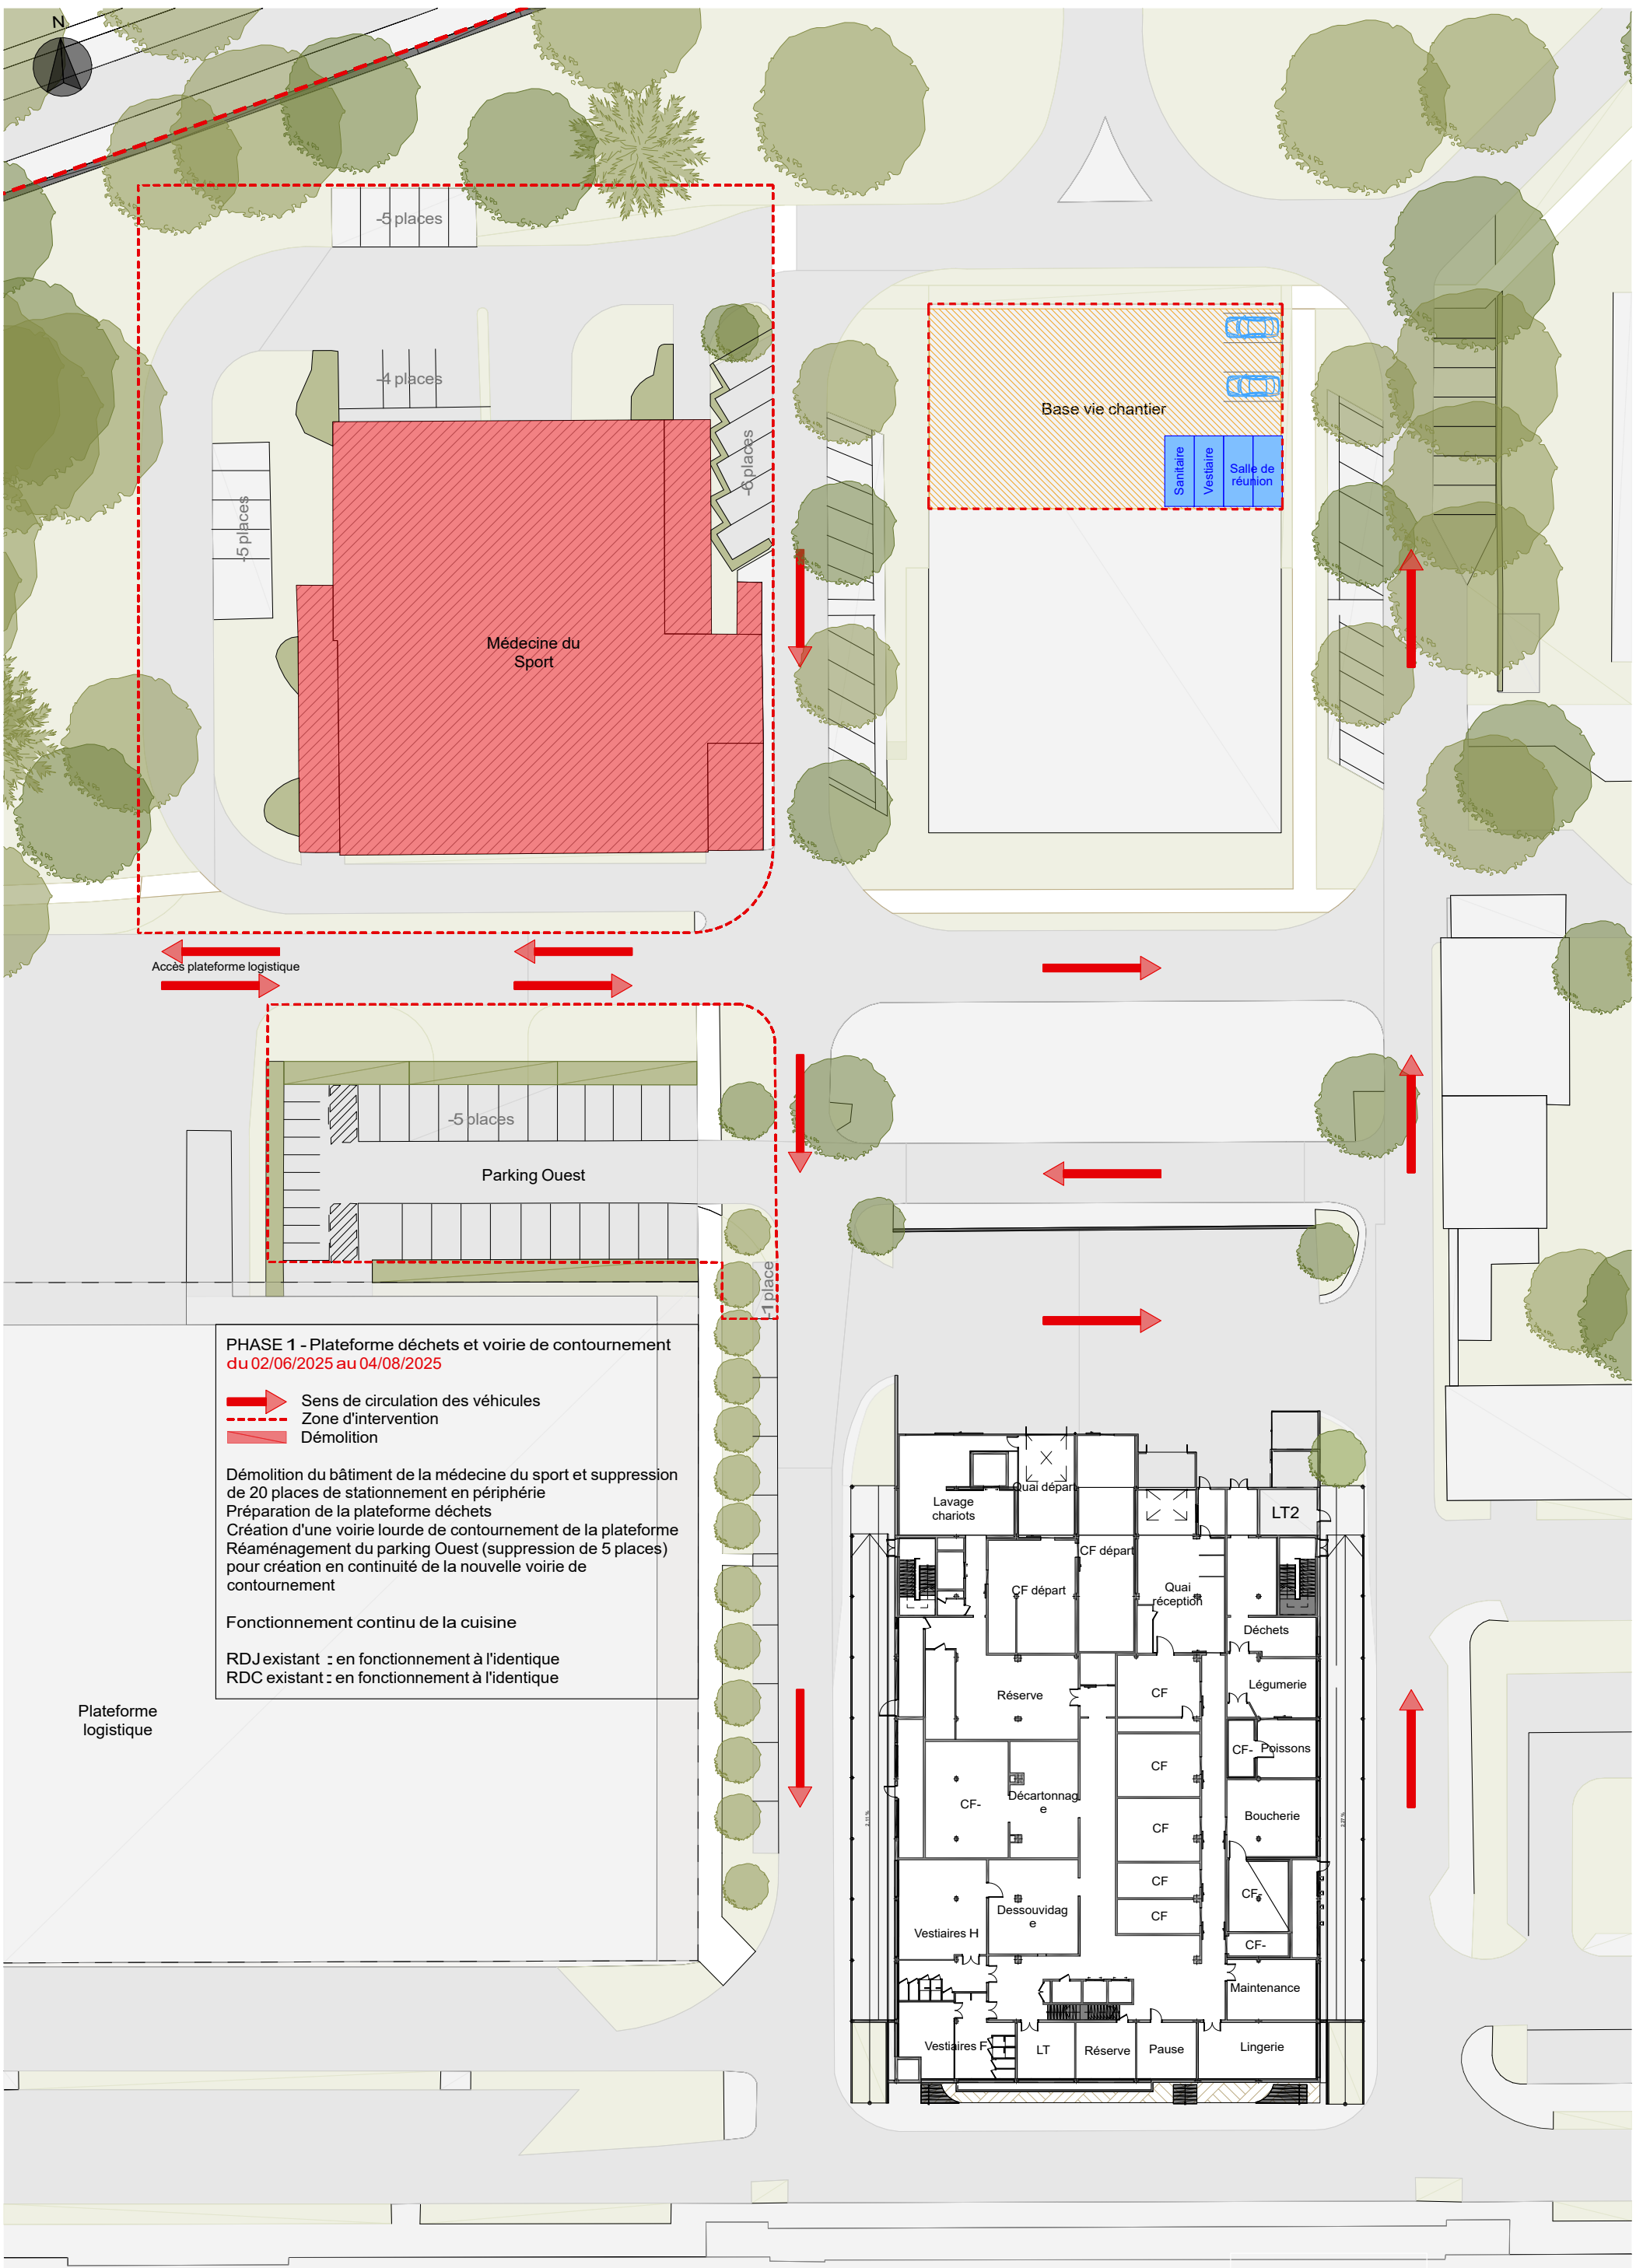 N
-5 places
-4 places
-6 places
-5 places
Base vie chantier
Sanitaire
Vestiaire
Salle de
réunion
Médecine du
Sport
Accès plateforme logistique
-5 places
Parking Ouest
-1 place
PHASE 1 - Plateforme déchets et voirie de contournement
du 02/06/2025 au 04/08/2025
Sens de circulation des véhicules
Zone d'intervention
Démolition
Démolition du bâtiment de la médecine du sport et suppression
de 20 places de stationnement en périphérie
Préparation de la plateforme déchets
Création d'une voirie lourde de contournement de la plateforme
Réaménagement du parking Ouest (suppression de 5 places)
pour création en continuité de la nouvelle voirie de
contournement
Fonctionnement continu de la cuisine
RDJ existant : en fonctionnement à l'identique
RDC existant : en fonctionnement à l'identique
Plateforme
logistique
Quai départ
Lavage
chariots
LT2
CF départ
CF départ
Quai
réception
Déchets
Légumerie
Réserve
CF
CF-
Poissons
CF
CF-
Décartonnag
e
Boucherie
CF
CF
CF-
CF
Dessouvidag
e
Vestiaires H
CF-
Maintenance
Vestiaires F
LT
Réserve
Pause
Lingerie